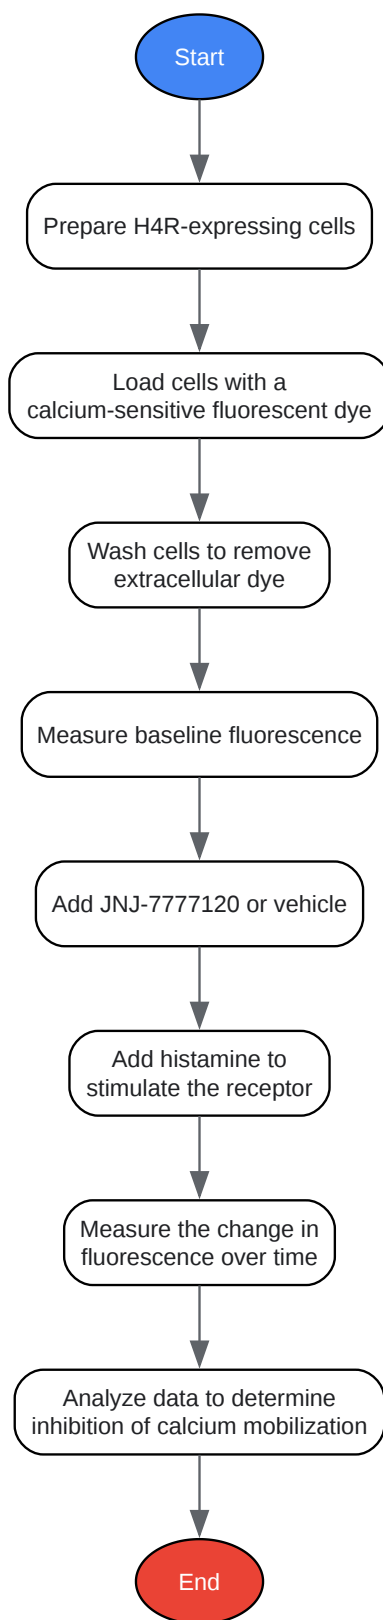 Start
Prepare H4R-expressing cells
Load cells with a
calcium-sensitive fluorescent dye
Wash cells to remove
extracellular dye
Measure baseline fluorescence
Add JNJ-7777120 or vehicle
Add histamine to
stimulate the receptor
Measure the change in
fluorescence over time
Analyze data to determine
inhibition of calcium mobilization
End